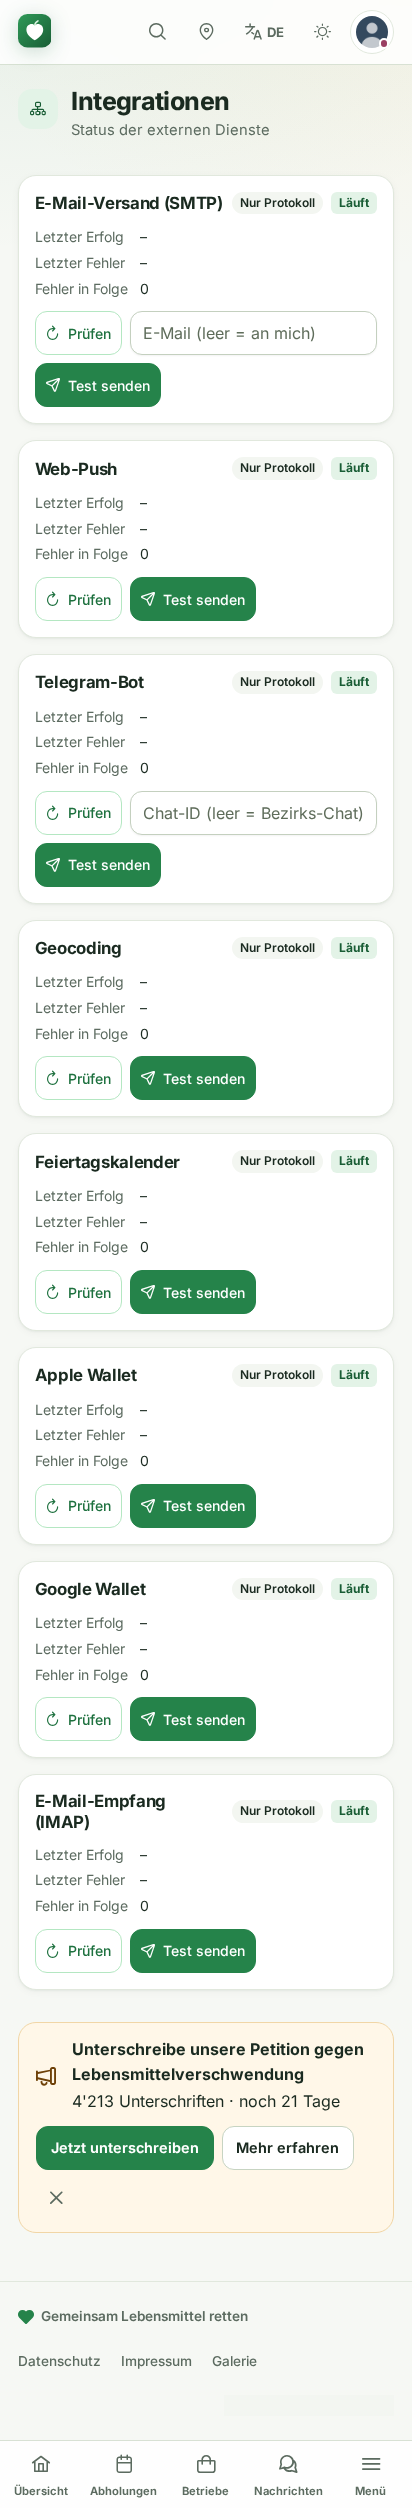 DE
Integrationen
Status der externen Dienste
E-Mail-Versand (SMTP) Nur Protokoll Läuft
Letzter Erfolg –
Letzter Fehler –
Fehler in Folge 0
Prüfen E-Mail (leer = an mich)
Test senden
Web-Push Nur Protokoll Läuft
Letzter Erfolg –
Letzter Fehler –
Fehler in Folge 0
Prüfen Test senden
Telegram-Bot Nur Protokoll Läuft
Letzter Erfolg –
Letzter Fehler –
Fehler in Folge 0
Prüfen Chat-ID (leer = Bezirks-Chat)
Test senden
Geocoding Nur Protokoll Läuft
Letzter Erfolg –
Letzter Fehler –
Fehler in Folge 0
Prüfen Test senden
Feiertagskalender Nur Protokoll Läuft
Letzter Erfolg –
Letzter Fehler –
Fehler in Folge 0
Prüfen Test senden
Apple Wallet Nur Protokoll Läuft
Letzter Erfolg –
Letzter Fehler –
Fehler in Folge 0
Prüfen Test senden
Google Wallet Nur Protokoll Läuft
Letzter Erfolg –
Letzter Fehler –
Fehler in Folge 0
Prüfen Test senden
E-Mail-Empfang
(IMAP) Nur Protokoll Läuft
Letzter Erfolg –
Letzter Fehler –
Fehler in Folge 0
Prüfen Test senden
Unterschreibe unsere Petition gegen
Lebensmittelverschwendung
4'213 Unterschriften · noch 21 Tage
Jetzt unterschreiben Mehr erfahren
Gemeinsam Lebensmittel retten
Datenschutz Impressum Galerie
Übersicht Abholungen Betriebe Nachrichten Menü